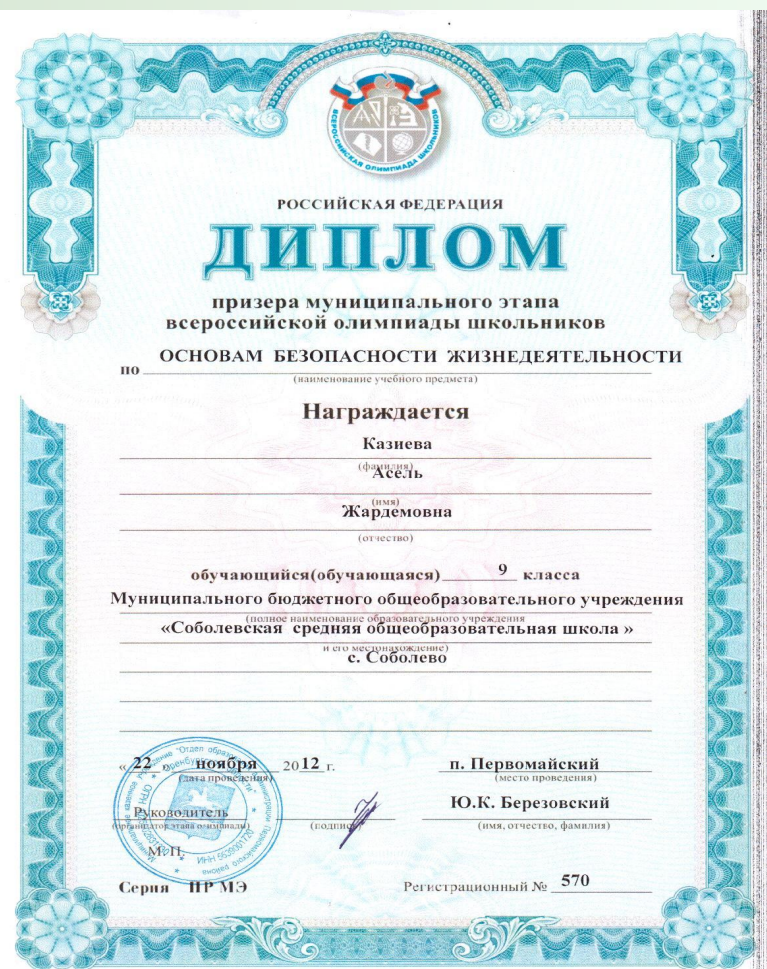 ВСЕРОССИЙСКАЯ ОЛИМПИАДА ШКОЛЬНИКОВ
РОССИЙСКАЯ ФЕДЕРАЦИЯ
ДИПЛОМ
призера муниципального этапа
всероссийской олимпиады школьников
по ОСНОВАМ БЕЗОПАСНОСТИ ЖИЗНЕДЕЯТЕЛЬНОСТИ
(наименование учебного предмета)
Награждается
Казиева
(фамилия)
Асель
(имя)
Жардемовна
(отчество)
обучающийся(обучающаяся) 9 класса
Муниципального бюджетного общеобразовательного учреждения
(полное наименование образовательного учреждения
«Соболевская средняя общеобразовательная школа »
и его местонахождение)
с. Соболево
« 22 » ноября 2012 г. п. Первомайский
(дата проведения) (место проведения)
Руководитель Ю.К. Березовский
(организатор этапа олимпиады) (подпись) (имя, отчество, фамилия)
М.П.
Серия ПР МЭ Регистрационный № 570